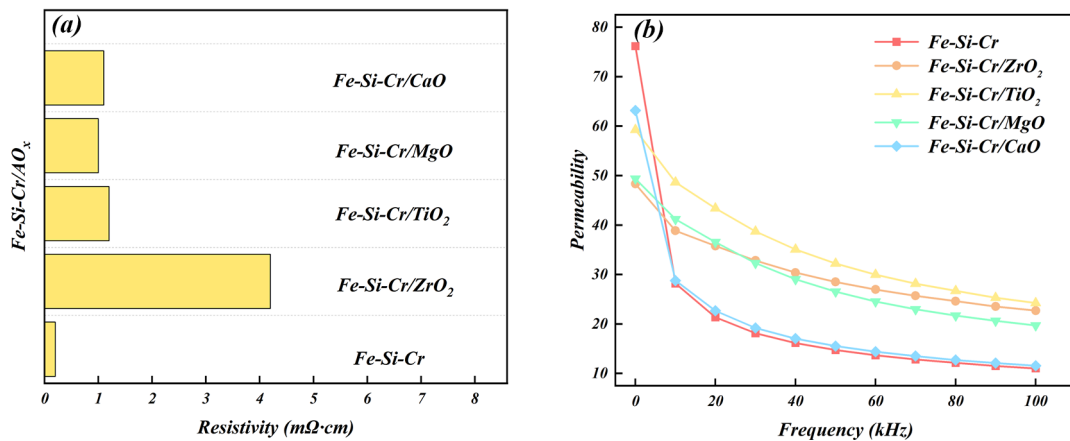 (a)
Fe-Si-Cr/AOₓ
Fe-Si-Cr/CaO
Fe-Si-Cr/MgO
Fe-Si-Cr/TiO₂
Fe-Si-Cr/ZrO₂
Fe-Si-Cr
0 1 2 3 4 5 6 7 8
Resistivity (mΩ·cm)
(b)
Permeability
80
70
60
50
40
30
20
10
Fe-Si-Cr
Fe-Si-Cr/ZrO₂
Fe-Si-Cr/TiO₂
Fe-Si-Cr/MgO
Fe-Si-Cr/CaO
0 20 40 60 80 100
Frequency (kHz)